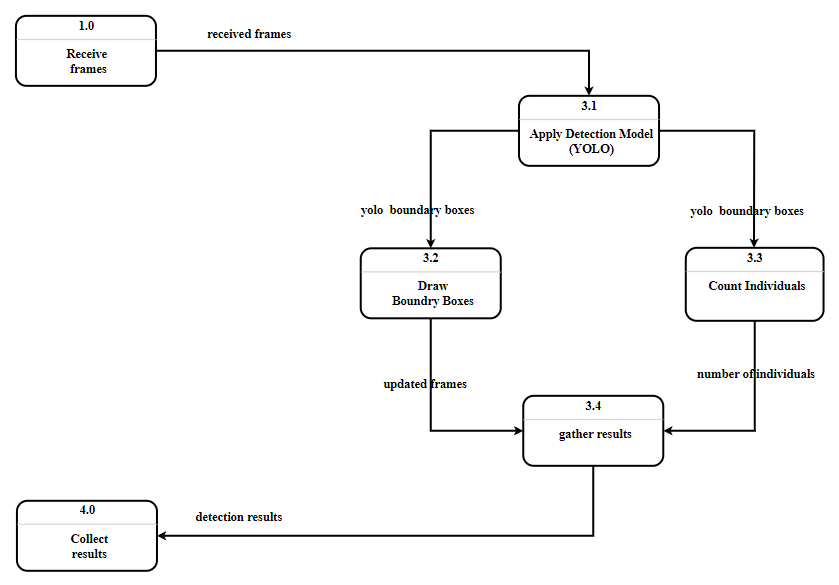 1.0
Receive
frames
received frames
3.1
Apply Detection Model
(YOLO)
yolo boundary boxes
yolo boundary boxes
3.2
Draw
Boundry Boxes
3.3
Count Individuals
updated frames
number of individuals
3.4
gather results
4.0
Collect
results
detection results